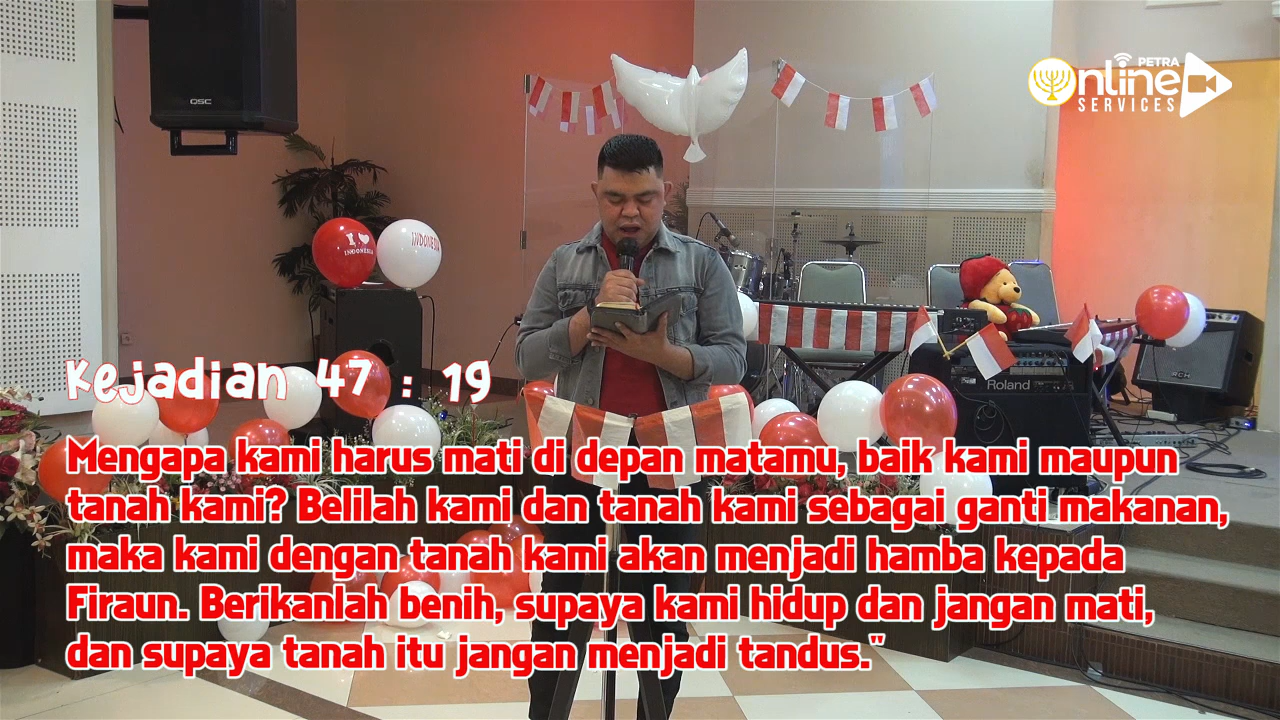 QSC
PETRA
Online
SERVICES
I ❤
INDONESIA
INDONESIA
Roland
RCH
Kejadian 47 : 19
Mengapa kami harus mati di depan matamu, baik kami maupun
tanah kami? Belilah kami dan tanah kami sebagai ganti makanan,
maka kami dengan tanah kami akan menjadi hamba kepada
Firaun. Berikanlah benih, supaya kami hidup dan jangan mati,
dan supaya tanah itu jangan menjadi tandus."